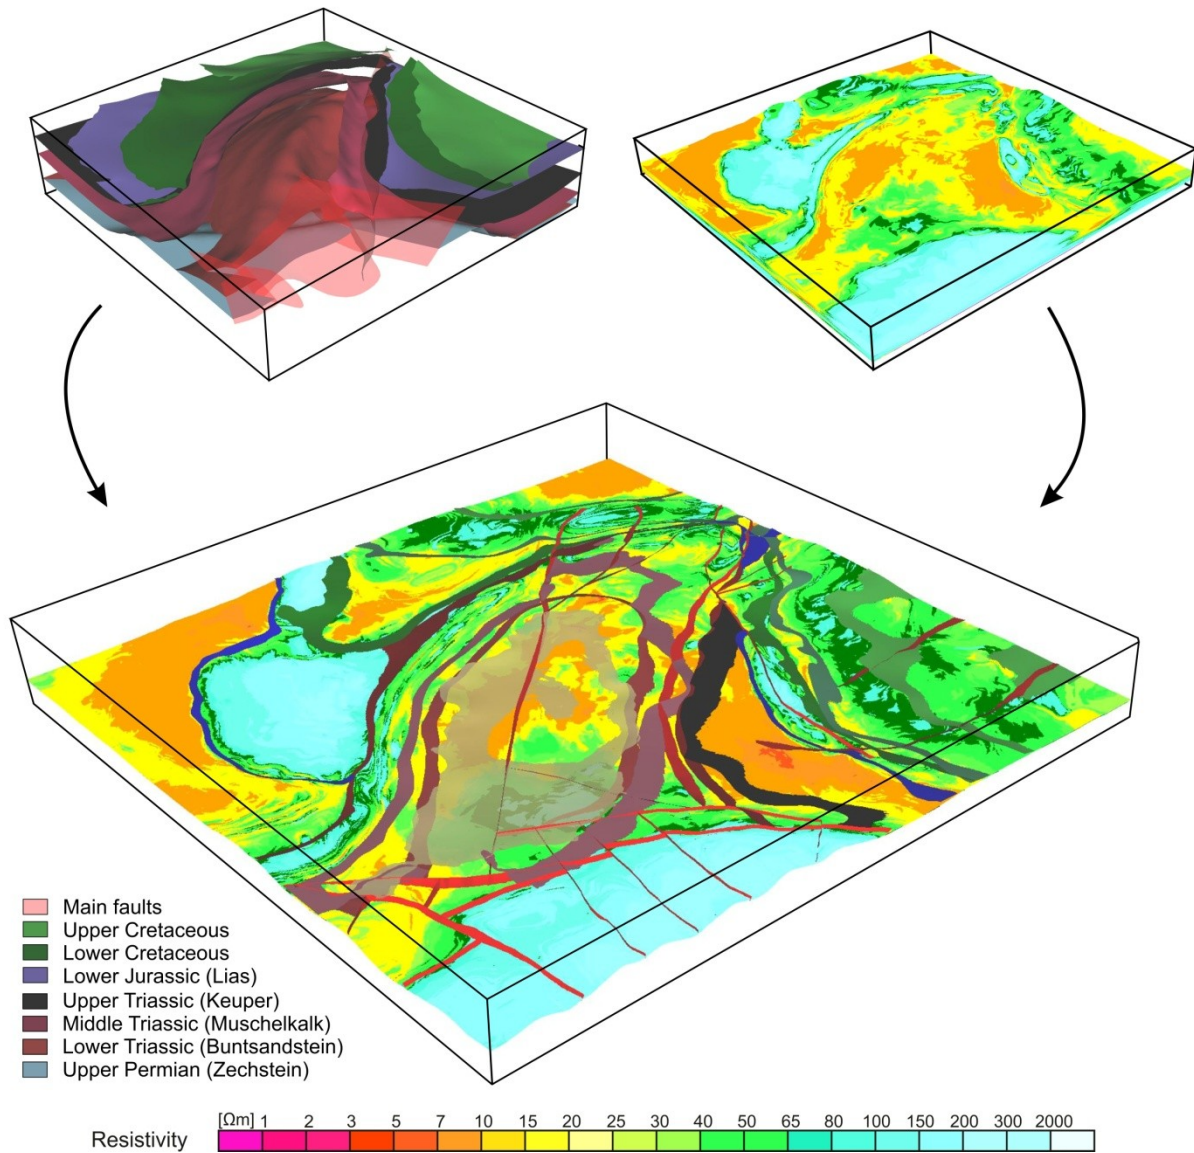 Main faults
Upper Cretaceous
Lower Cretaceous
Lower Jurassic (Lias)
Upper Triassic (Keuper)
Middle Triassic (Muschelkalk)
Lower Triassic (Buntsandstein)
Upper Permian (Zechstein)
[Ωm] 1 2 3 5 7 10 15 20 25 30 40 50 65 80 100 150 200 300 2000
Resistivity